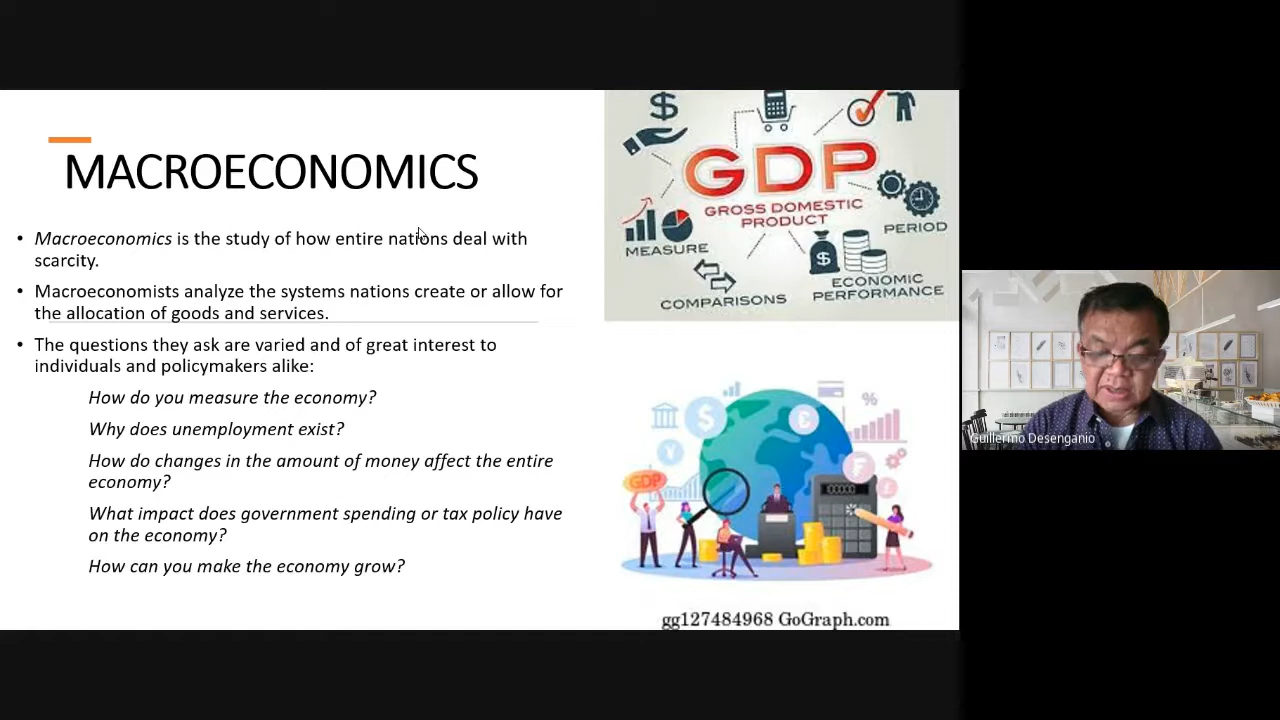 MACROECONOMICS
• Macroeconomics is the study of how entire nations deal with
scarcity.
• Macroeconomists analyze the systems nations create or allow for
the allocation of goods and services.
• The questions they ask are varied and of great interest to
individuals and policymakers alike:
How do you measure the economy?
Why does unemployment exist?
How do changes in the amount of money affect the entire
economy?
What impact does government spending or tax policy have
on the economy?
How can you make the economy grow?
$
GDP
GROSS DOMESTIC
PRODUCT
PERIOD
MEASURE
$
ECONOMIC
PERFORMANCE
COMPARISONS
$
€
%
¥
₣
£
GDP
00000
gg127484968 GoGraph.com
Guillermo Desenganio